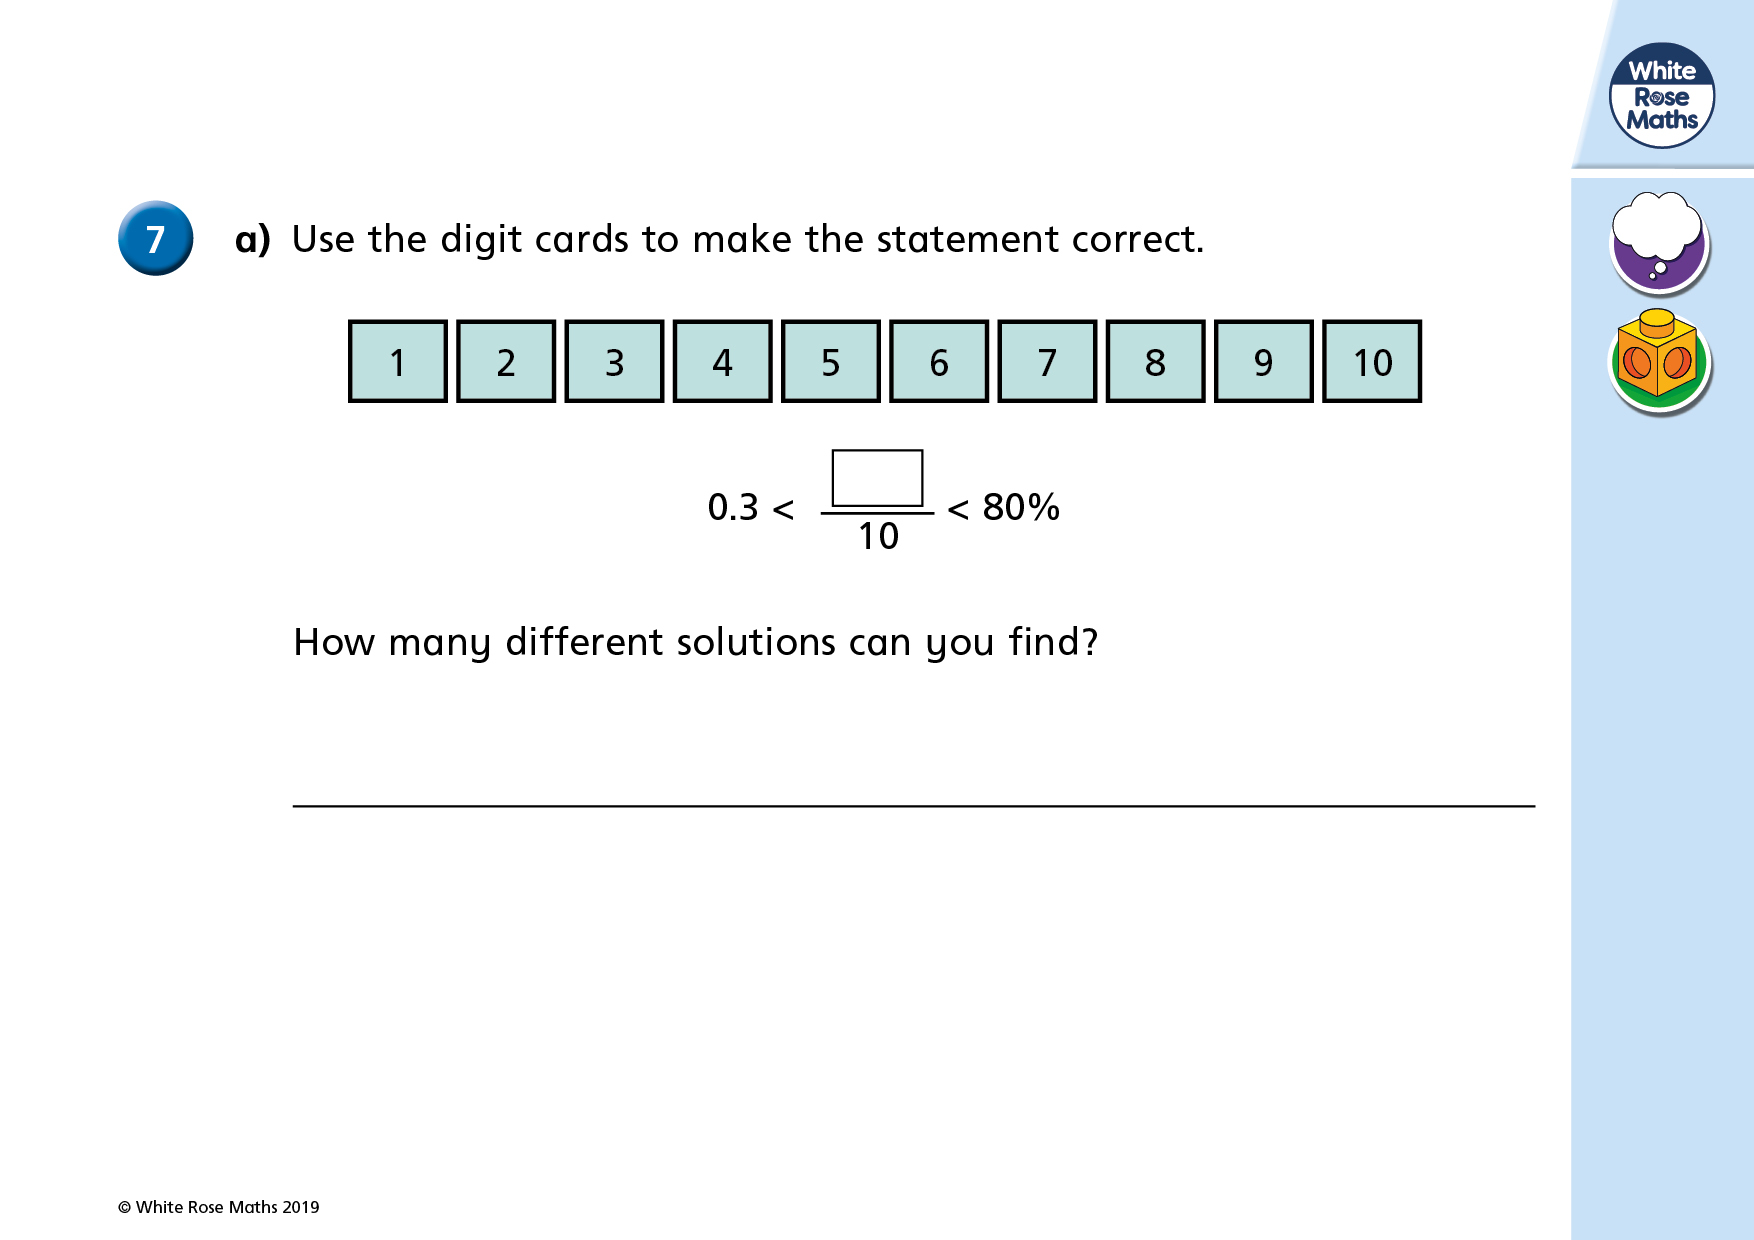 White
Rose
Maths
7 a) Use the digit cards to make the statement correct.
1 2 3 4 5 6 7 8 9 10
0.3 < __/10 < 80%
How many different solutions can you find?
© White Rose Maths 2019